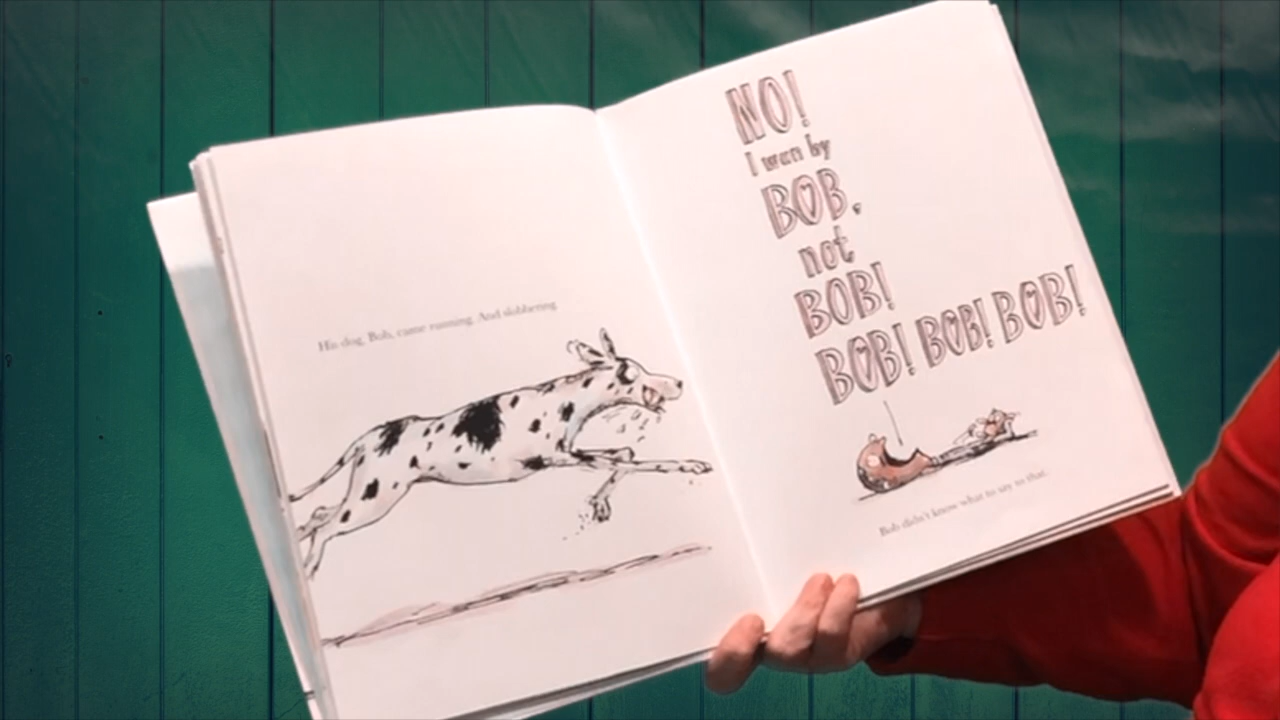 His dog, Bob, came running. And slobbering.
NO!
I wan by
BOB,
not
BOB!
BOB! BOB! BOB!
Bob didn't know what to say to that.